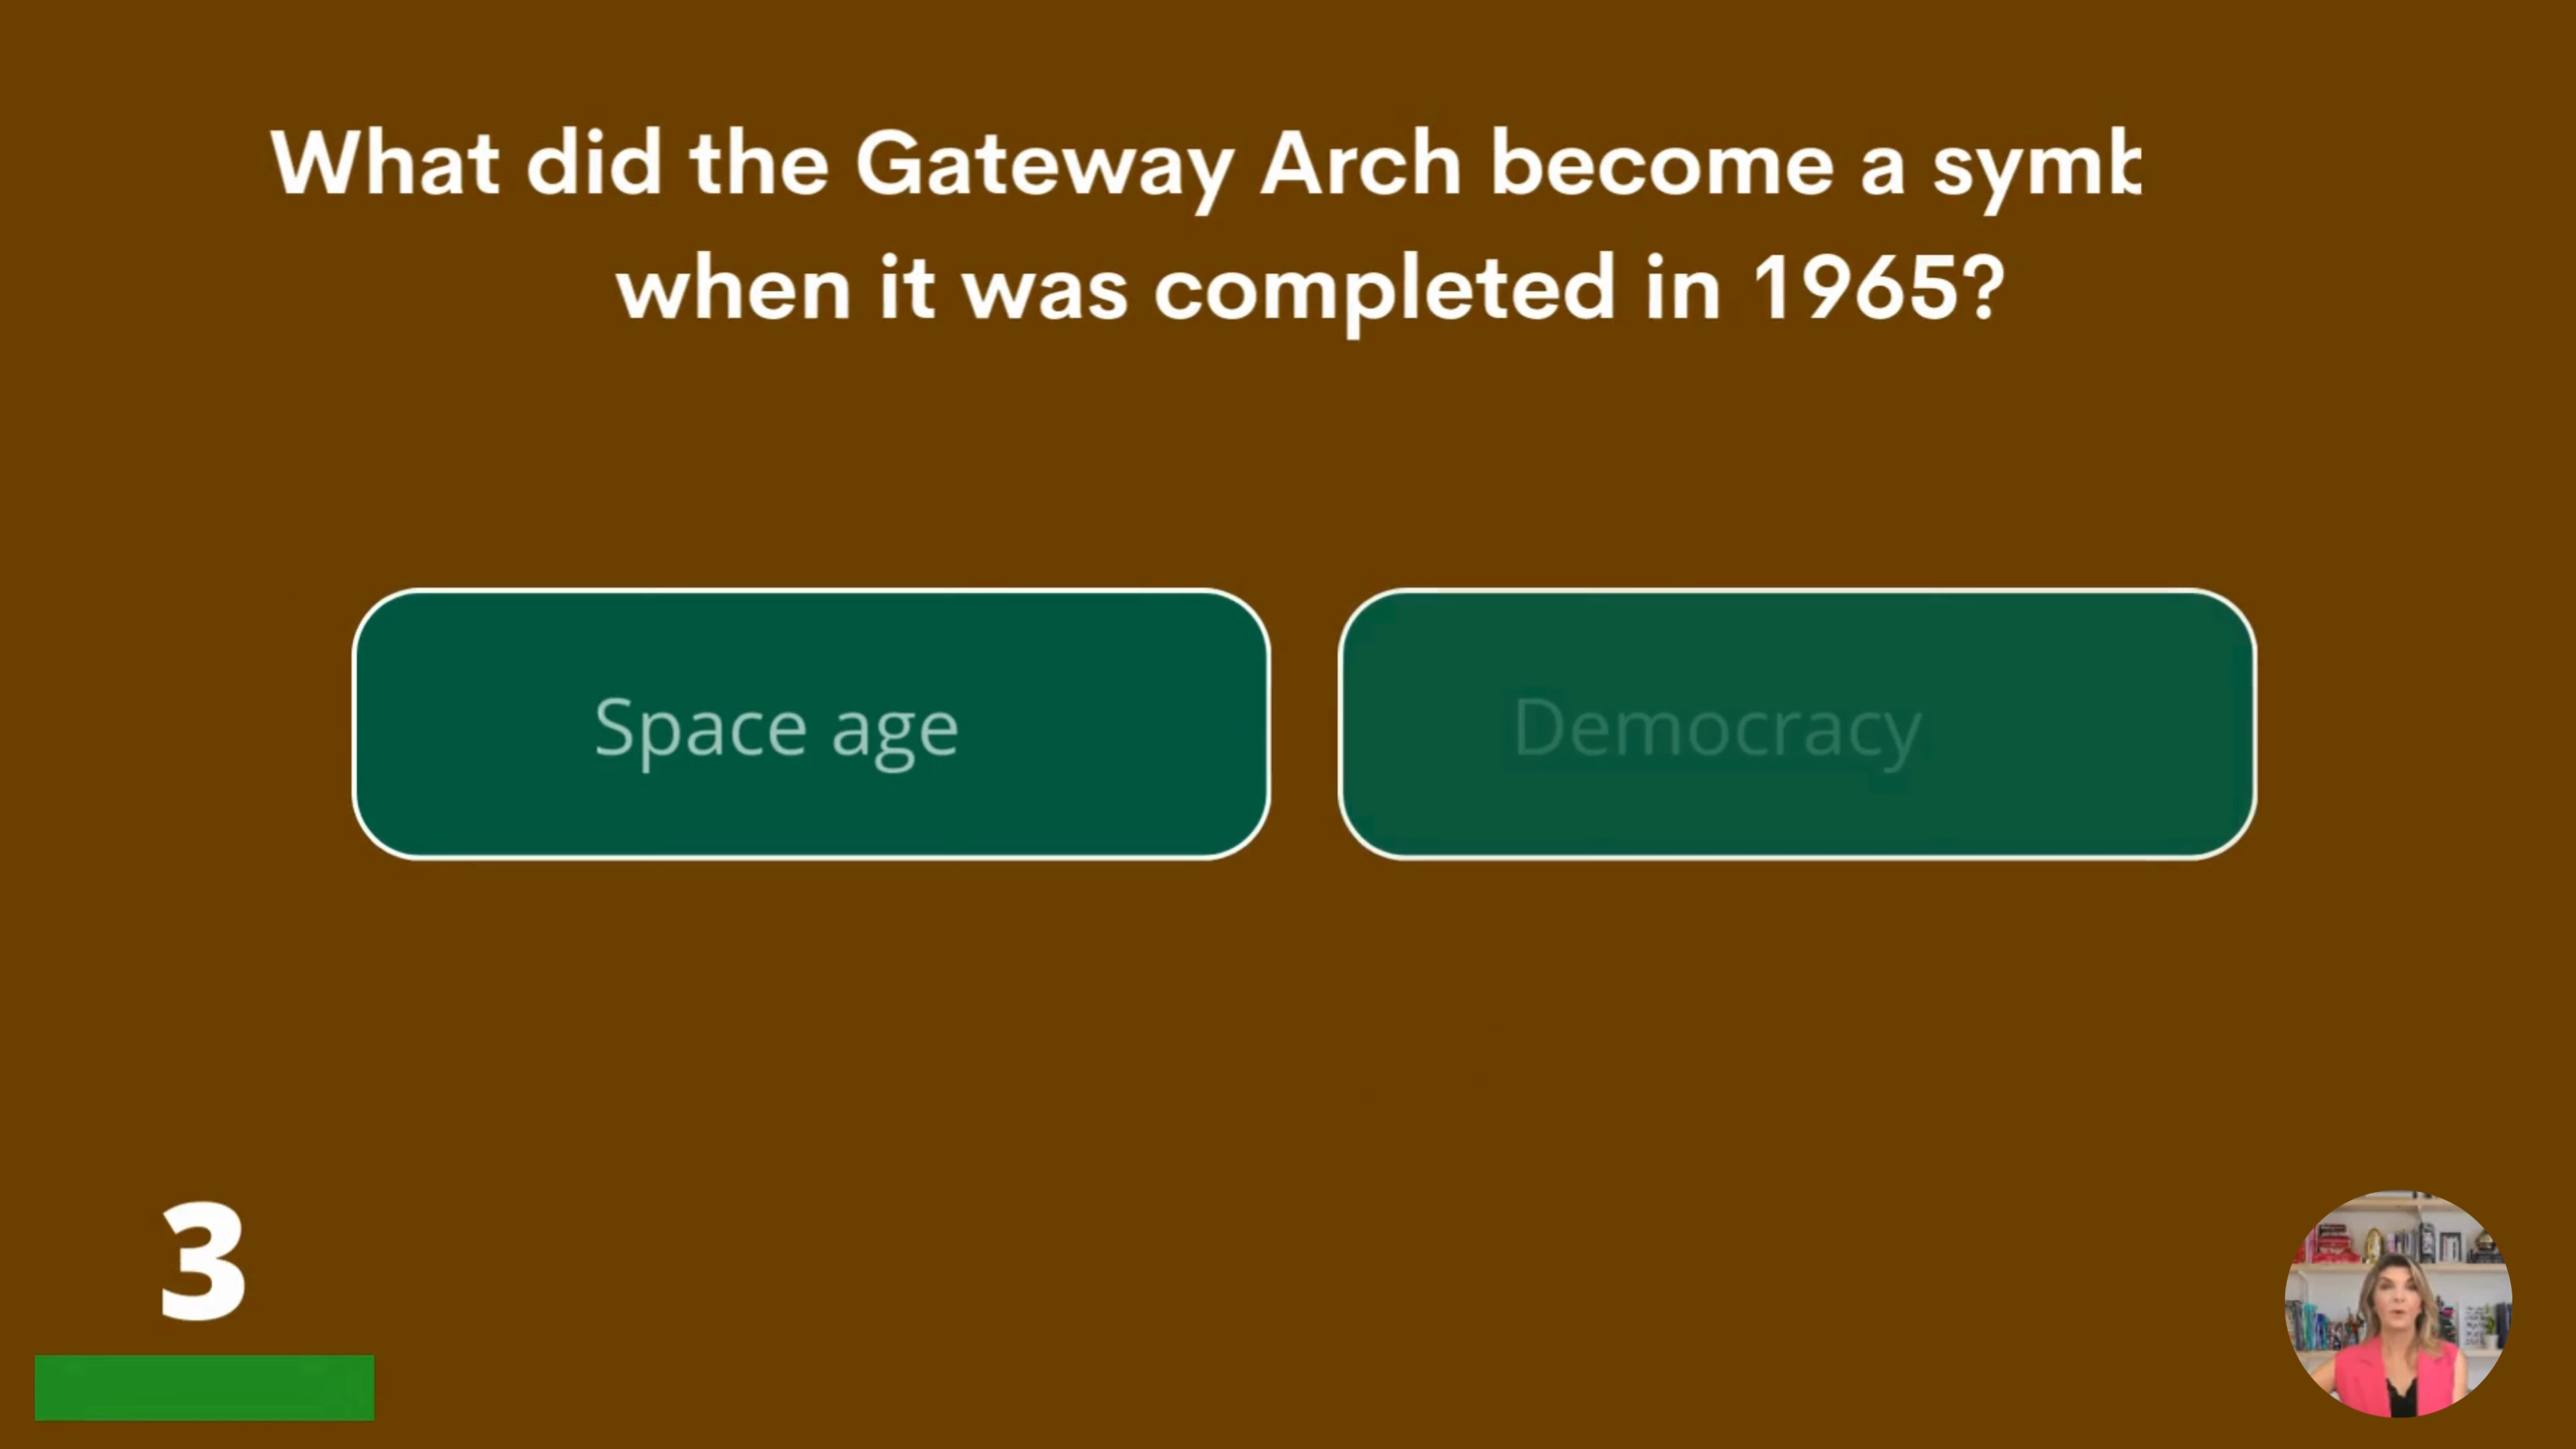 What did the Gateway Arch become a symb
when it was completed in 1965?
Space age
Democracy
3